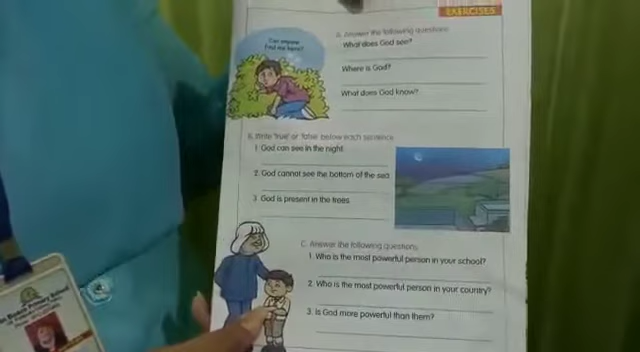 EXERCISES
Can anyone
find me here?
A. Answer the following questions.
What does God see?
Where is God?
What does God know?
B. Write 'true' or 'false' below each sentence.
1. God can see in the night.
2. God cannot see the bottom of the sea.
3. God is present in the trees.
C. Answer the following questions.
1. Who is the most powerful person in your school?
2. Who is the most powerful person in your country?
3. Is God more powerful than them?
Primary School